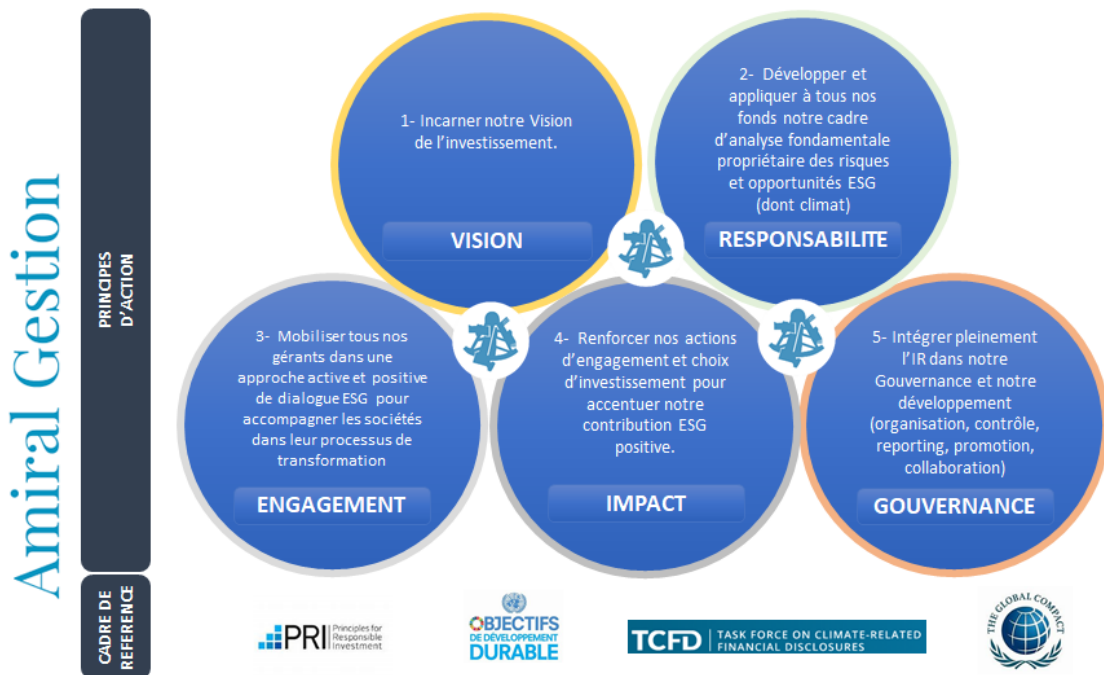 Amiral Gestion
PRINCIPES
D'ACTION
1- Incarner notre Vision
de l'investissement.
VISION
2- Développer et
appliquer à tous nos
fonds notre cadre
d'analyse fondamentale
propriétaire des risques
et opportunités ESG
(dont climat)
RESPONSABILITE
3- Mobiliser tous nos
gérants dans une
approche active et positive
de dialogue ESG pour
accompagner les sociétés
dans leur processus de
transformation
ENGAGEMENT
4- Renforcer nos actions
d'engagement et choix
d'investissement pour
accentuer notre
contribution ESG
positive.
IMPACT
5- Intégrer pleinement
l'IR dans notre
Gouvernance et notre
développement
(organisation, contrôle,
reporting, promotion,
collaboration)
GOUVERNANCE
CADRE DE
REFERENCE
PRI
Principles for
Responsible
Investment
OBJECTIFS
DE DÉVELOPPEMENT
DURABLE
TCFD
TASK FORCE ON CLIMATE-RELATED
FINANCIAL DISCLOSURES
THE GLOBAL COMPACT